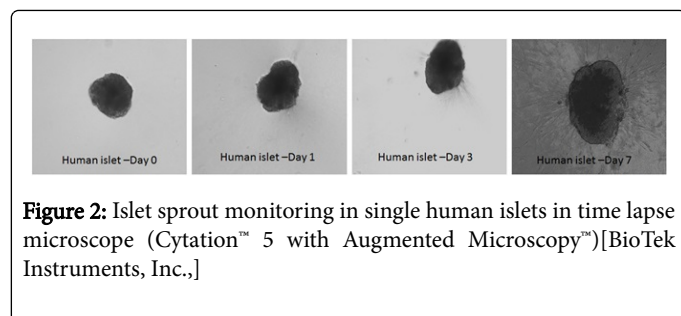 Human islet –Day 0
Human islet –Day 1
Human islet –Day 3
Human islet –Day 7
Figure 2: Islet sprout monitoring in single human islets in time lapse
microscope (Cytation™ 5 with Augmented Microscopy™)[BioTek
Instruments, Inc.,]